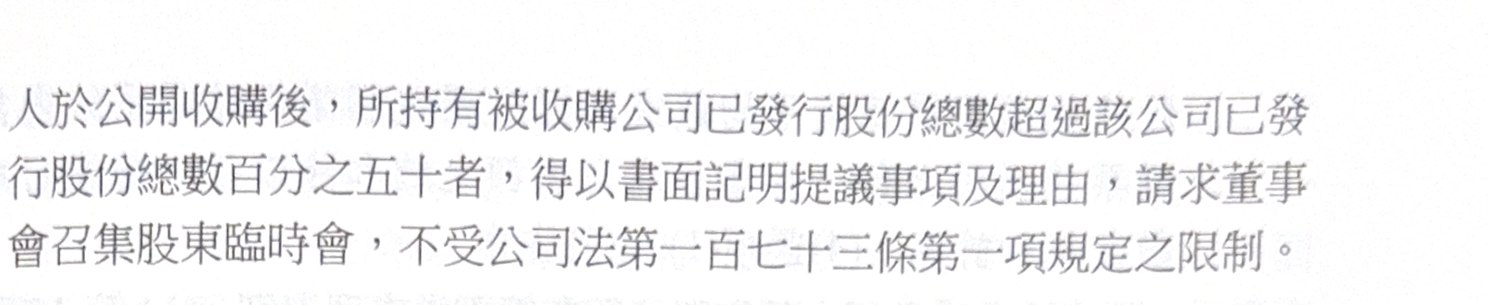 人於公開收購後，所持有被收購公司已發行股份總數超過該公司已發
行股份總數百分之五十者，得以書面記明提議事項及理由，請求董事
會召集股東臨時會，不受公司法第一百七十三條第一項規定之限制。